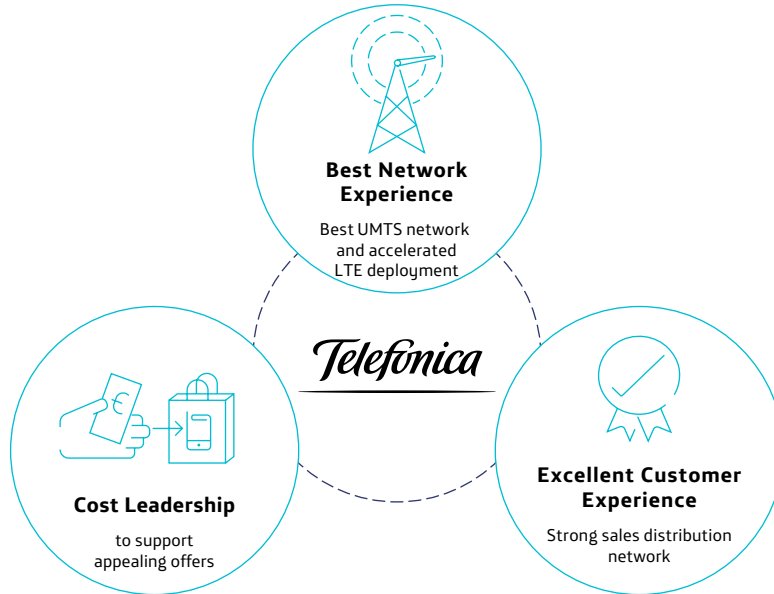 Best Network
Experience
Best UMTS network
and accelerated
LTE deployment
Telefónica
€
Cost Leadership
to support
appealing offers
Excellent Customer
Experience
Strong sales distribution
network